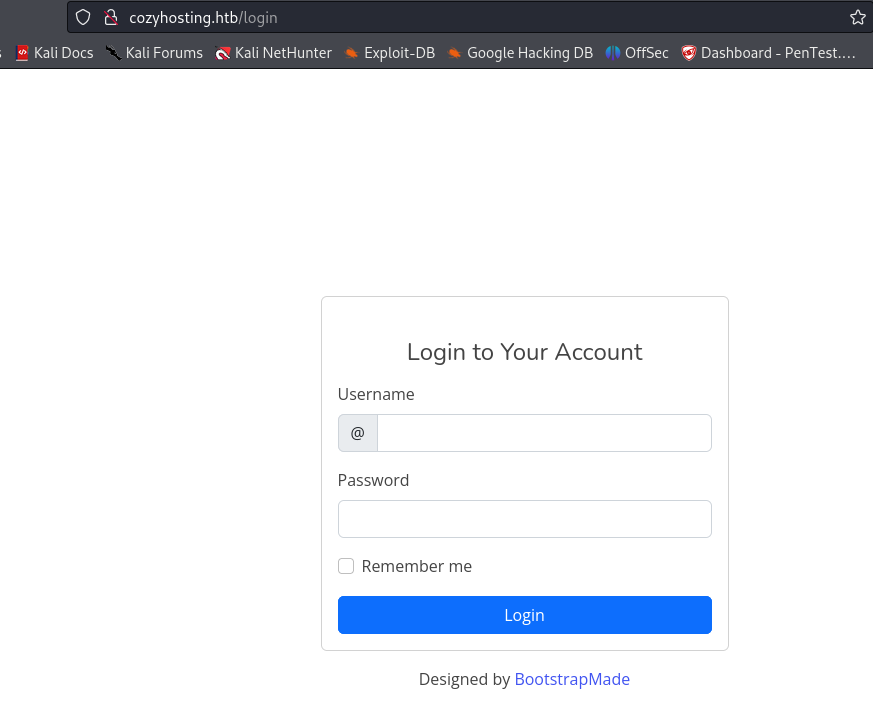 cozyhosting.htb/login
Kali Docs Kali Forums Kali NetHunter Exploit-DB Google Hacking DB OffSec Dashboard - PenTest....
Login to Your Account
Username
@
Password
Remember me
Login
Designed by BootstrapMade